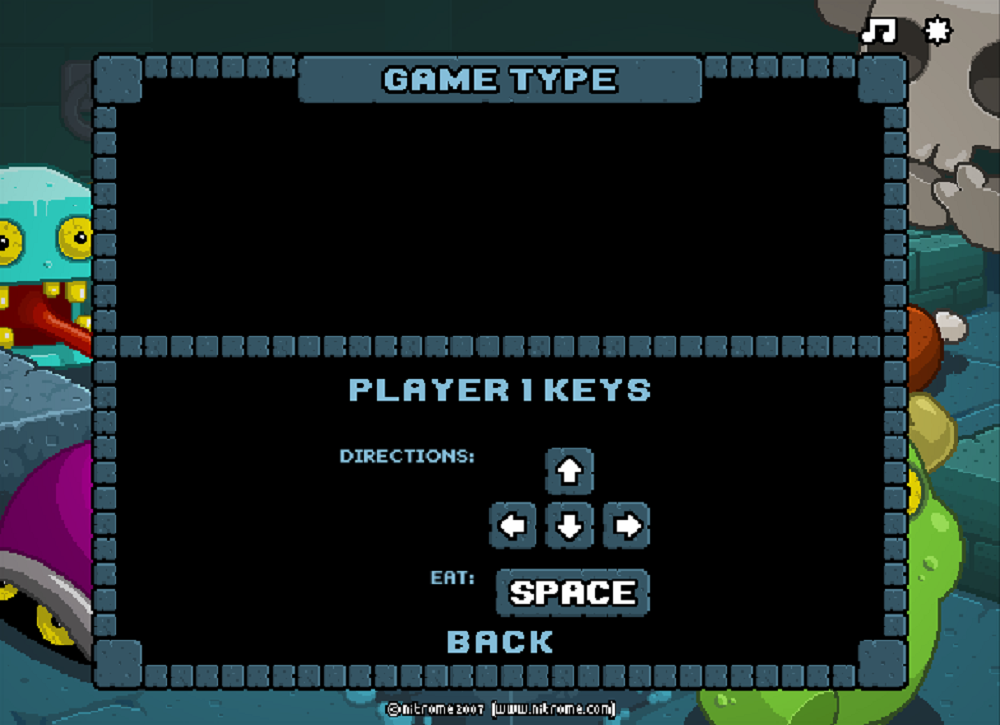 GAME TYPE
PLAYER 1 KEYS
DIRECTIONS:
EAT:
SPACE
BACK
©nitrome2007 [www.nitrome.com]